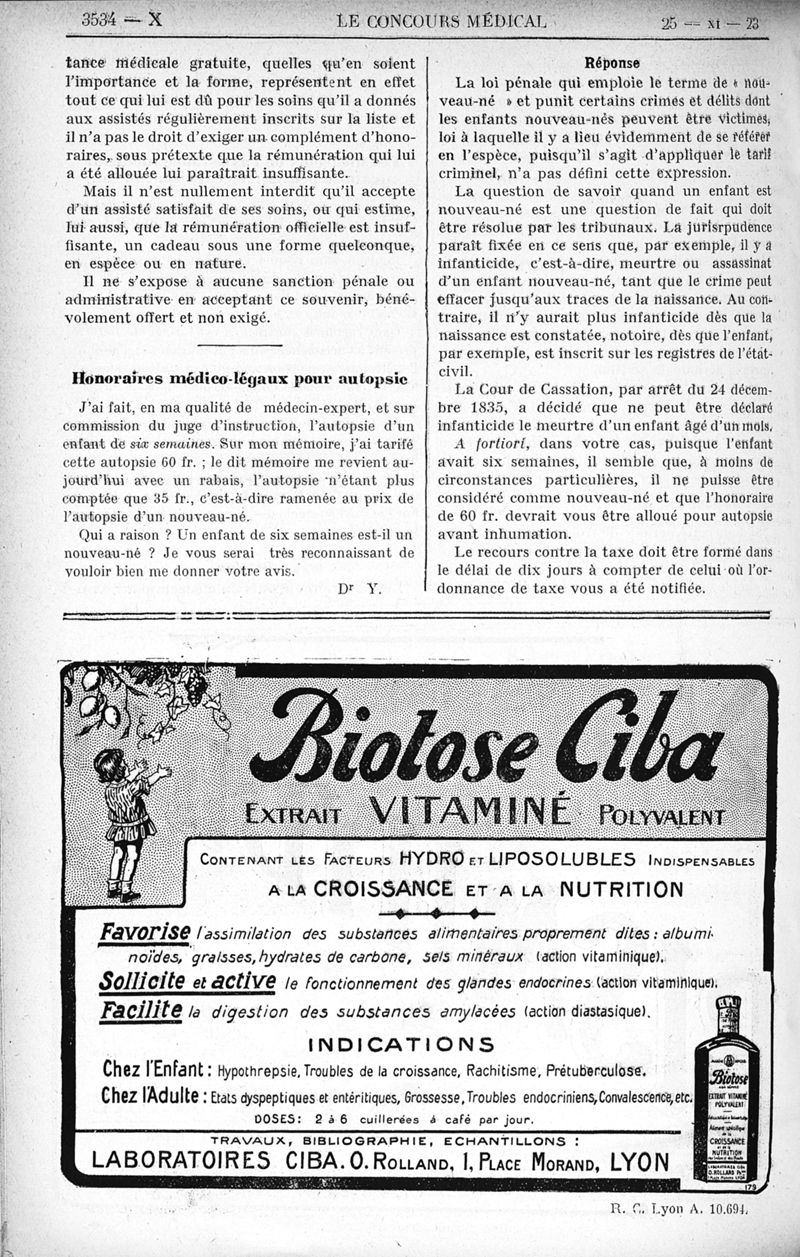 3534 — X
LE CONCOURS MÉDICAL
25 — XI — 23
tance médicale gratuite, quelles qu'en soient
l'importance et la forme, représentent en effet
tout ce qui lui est dû pour les soins qu'il a donnés
aux assistés régulièrement inscrits sur la liste et
il n'a pas le droit d'exiger un complément d'hono-
raires, sous prétexte que la rémunération qui lui
a été allouée lui paraîtrait insuffisante.
Mais il n'est nullement interdit qu'il accepte
d'un assisté satisfait de ses soins, ou qui estime,
lui aussi, que la rémunération officielle est insuf-
fisante, un cadeau sous une forme quelconque,
en espèce ou en nature.
Il ne s'expose à aucune sanction pénale ou
administrative en acceptant ce souvenir, béné-
volement offert et non exigé.
Honoraires médico-légaux pour autopsie
J'ai fait, en ma qualité de médecin-expert, et sur
commission du juge d'instruction, l'autopsie d'un
enfant de six semaines. Sur mon mémoire, j'ai tarifé
cette autopsie 60 fr. ; le dit mémoire me revient au-
jourd'hui avec un rabais, l'autopsie n'étant plus
comptée que 35 fr., c'est-à-dire ramenée au prix de
l'autopsie d'un nouveau-né.
Qui a raison ? Un enfant de six semaines est-il un
nouveau-né ? Je vous serai très reconnaissant de
vouloir bien me donner votre avis.
Dr Y.
Réponse
La loi pénale qui emploie le terme de « nou-
veau-né » et punit certains crimes et délits dont
les enfants nouveau-nés peuvent être victimes,
loi à laquelle il y a lieu évidemment de se référer
en l'espèce, puisqu'il s'agit d'appliquer le tarif
criminel, n'a pas défini cette expression.
La question de savoir quand un enfant est
nouveau-né est une question de fait qui doit
être résolue par les tribunaux. La jurisrpudence
paraît fixée en ce sens que, par exemple, il y a
infanticide, c'est-à-dire, meurtre ou assassinat
d'un enfant nouveau-né, tant que le crime peut
effacer jusqu'aux traces de la naissance. Au con-
traire, il n'y aurait plus infanticide dès que la
naissance est constatée, notoire, dès que l'enfant,
par exemple, est inscrit sur les registres de l'état-
civil.
La Cour de Cassation, par arrêt du 24 décem-
bre 1835, a décidé que ne peut être déclaré
infanticide le meurtre d'un enfant âgé d'un mois.
A fortiori, dans votre cas, puisque l'enfant
avait six semaines, il semble que, à moins de
circonstances particulières, il ne puisse être
considéré comme nouveau-né et que l'honoraire
de 60 fr. devrait vous être alloué pour autopsie
avant inhumation.
Le recours contre la taxe doit être formé dans
le délai de dix jours à compter de celui où l'or-
donnance de taxe vous a été notifiée.
Biotose Ciba
EXTRAIT VITAMINÉ POLYVALENT
CONTENANT LES FACTEURS HYDRO ET LIPOSOLUBLES INDISPENSABLES
A LA CROISSANCE ET A LA NUTRITION
Favorise l'assimilation des substances alimentaires proprement dites : albumi-
noïdes, graisses, hydrates de carbone, sels minéraux (action vitaminique).
Sollicite et active le fonctionnement des glandes endocrines (action vitaminique).
Facilite la digestion des substances amylacées (action diastasique).
INDICATIONS
Chez l'Enfant : Hypothrepsie, Troubles de la croissance, Rachitisme, Prétuberculose.
Chez l'Adulte : Etats dyspeptiques et entéritiques, Grossesse, Troubles endocriniens, Convalescence, etc.
DOSES: 2 à 6 cuillerées à café par jour.
TRAVAUX, BIBLIOGRAPHIE, ECHANTILLONS :
LABORATOIRES CIBA. O. ROLLAND, 1, PLACE MORAND, LYON
Biotose
EXTRAIT VITAMINÉ
POLYVALENT
CROISSANCE
NUTRITION
LABORATOIRES CIBA
O. ROLLAND
179
R. C. Lyon A. 10.694.